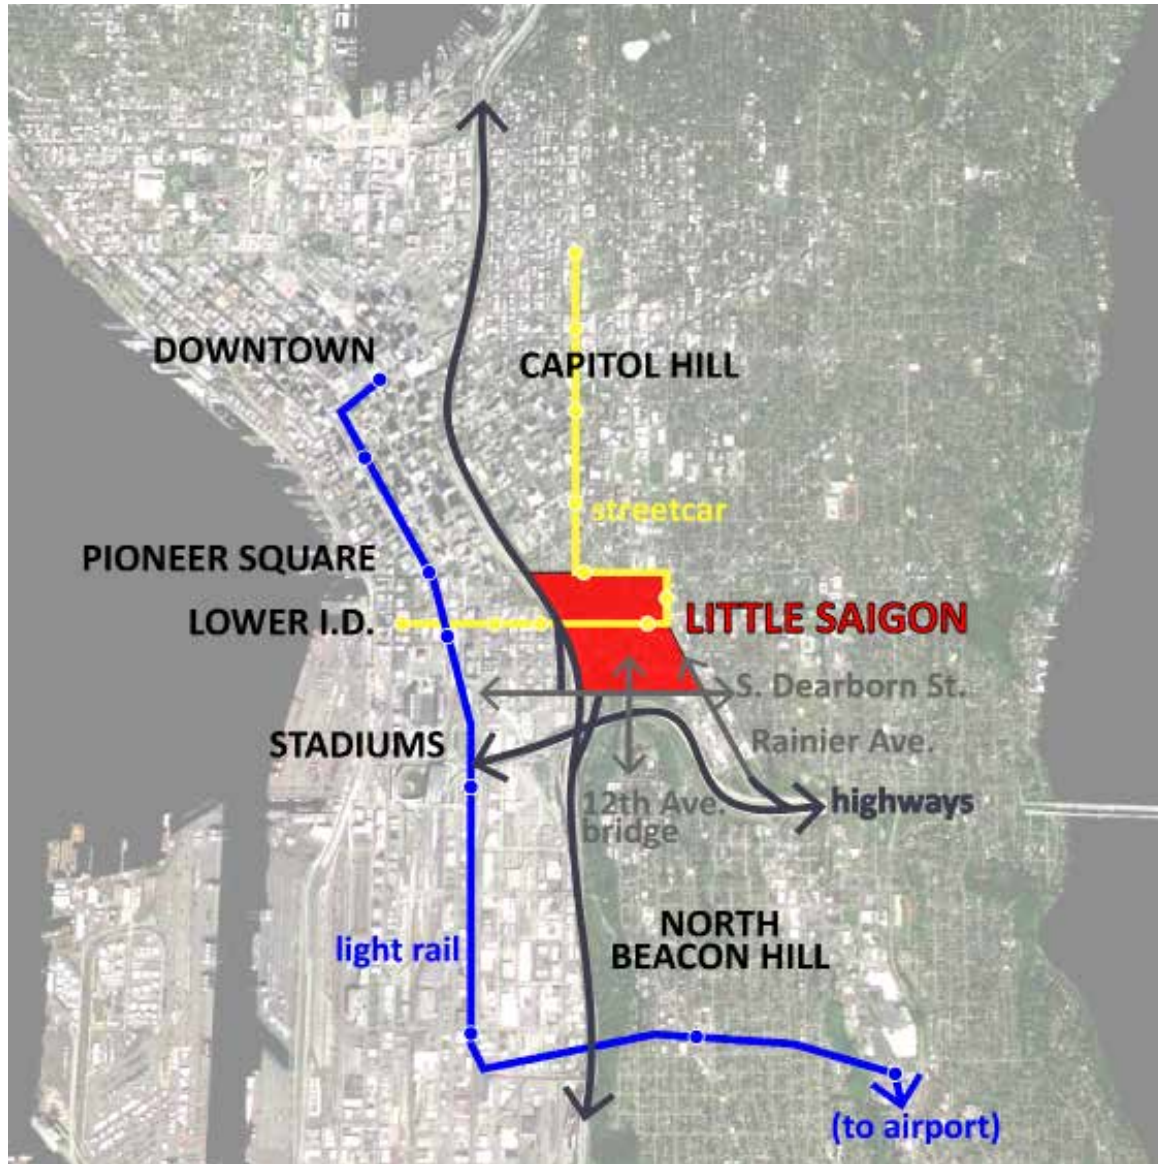 DOWNTOWN
CAPITOL HILL
streetcar
PIONEER SQUARE
LOWER I.D.
LITTLE SAIGON
S. Dearborn St.
STADIUMS
Rainier Ave.
12th Ave.
bridge
highways
NORTH
BEACON HILL
light rail
(to airport)